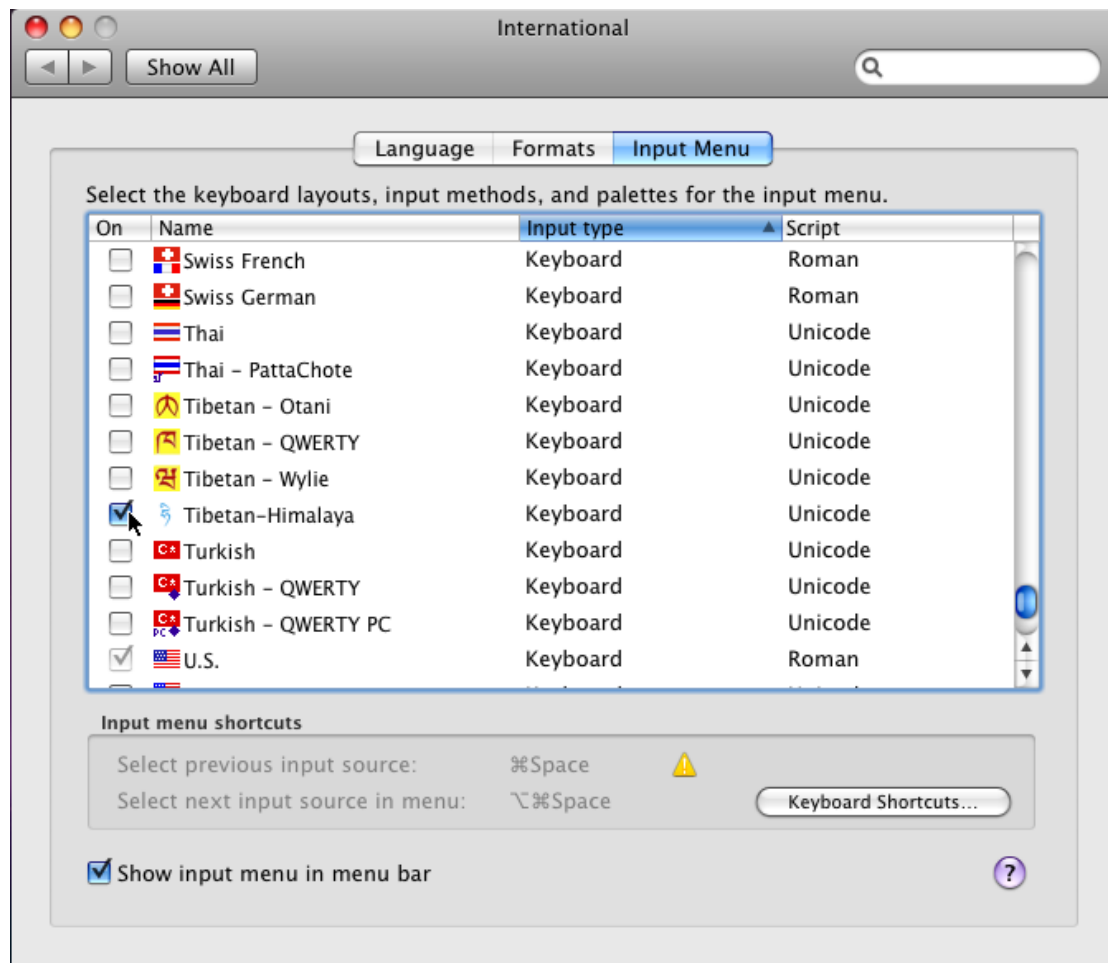 International
Show All
Language Formats Input Menu
Select the keyboard layouts, input methods, and palettes for the input menu.
On Name Input type Script
Swiss French Keyboard Roman
Swiss German Keyboard Roman
Thai Keyboard Unicode
Thai – PattaChote Keyboard Unicode
Tibetan – Otani Keyboard Unicode
Tibetan – QWERTY Keyboard Unicode
Tibetan – Wylie Keyboard Unicode
Tibetan-Himalaya Keyboard Unicode
Turkish Keyboard Unicode
Turkish – QWERTY Keyboard Unicode
PC Turkish – QWERTY PC Keyboard Unicode
U.S. Keyboard Roman
Input menu shortcuts
Select previous input source: ⌘Space
Select next input source in menu: ⌥⌘Space Keyboard Shortcuts...
Show input menu in menu bar ?